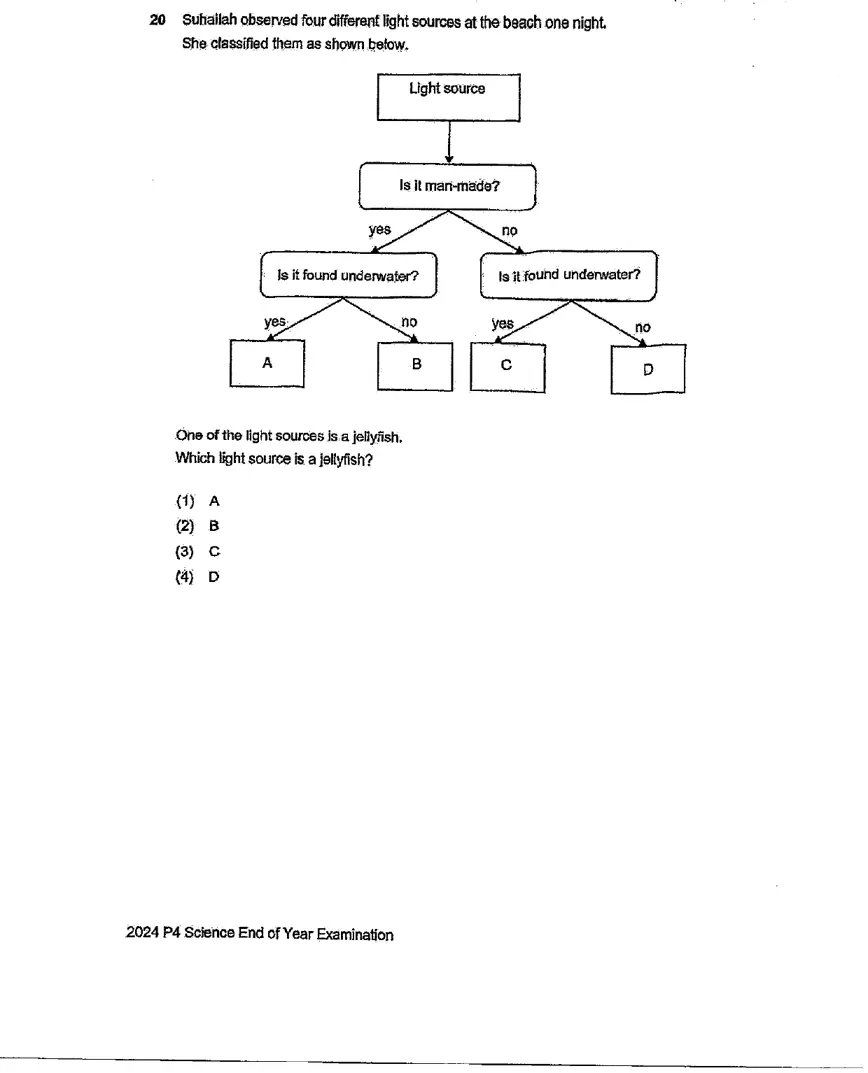 20 Suhailah observed four different light sources at the beach one night.
She classified them as shown below.
Light source
Is it man-made?
yes
no
Is it found underwater?
Is it found underwater?
yes
no
yes
no
A
B
C
D
One of the light sources is a jellyfish.
Which light source is a jellyfish?
(1) A
(2) B
(3) C
(4) D
2024 P4 Science End of Year Examination